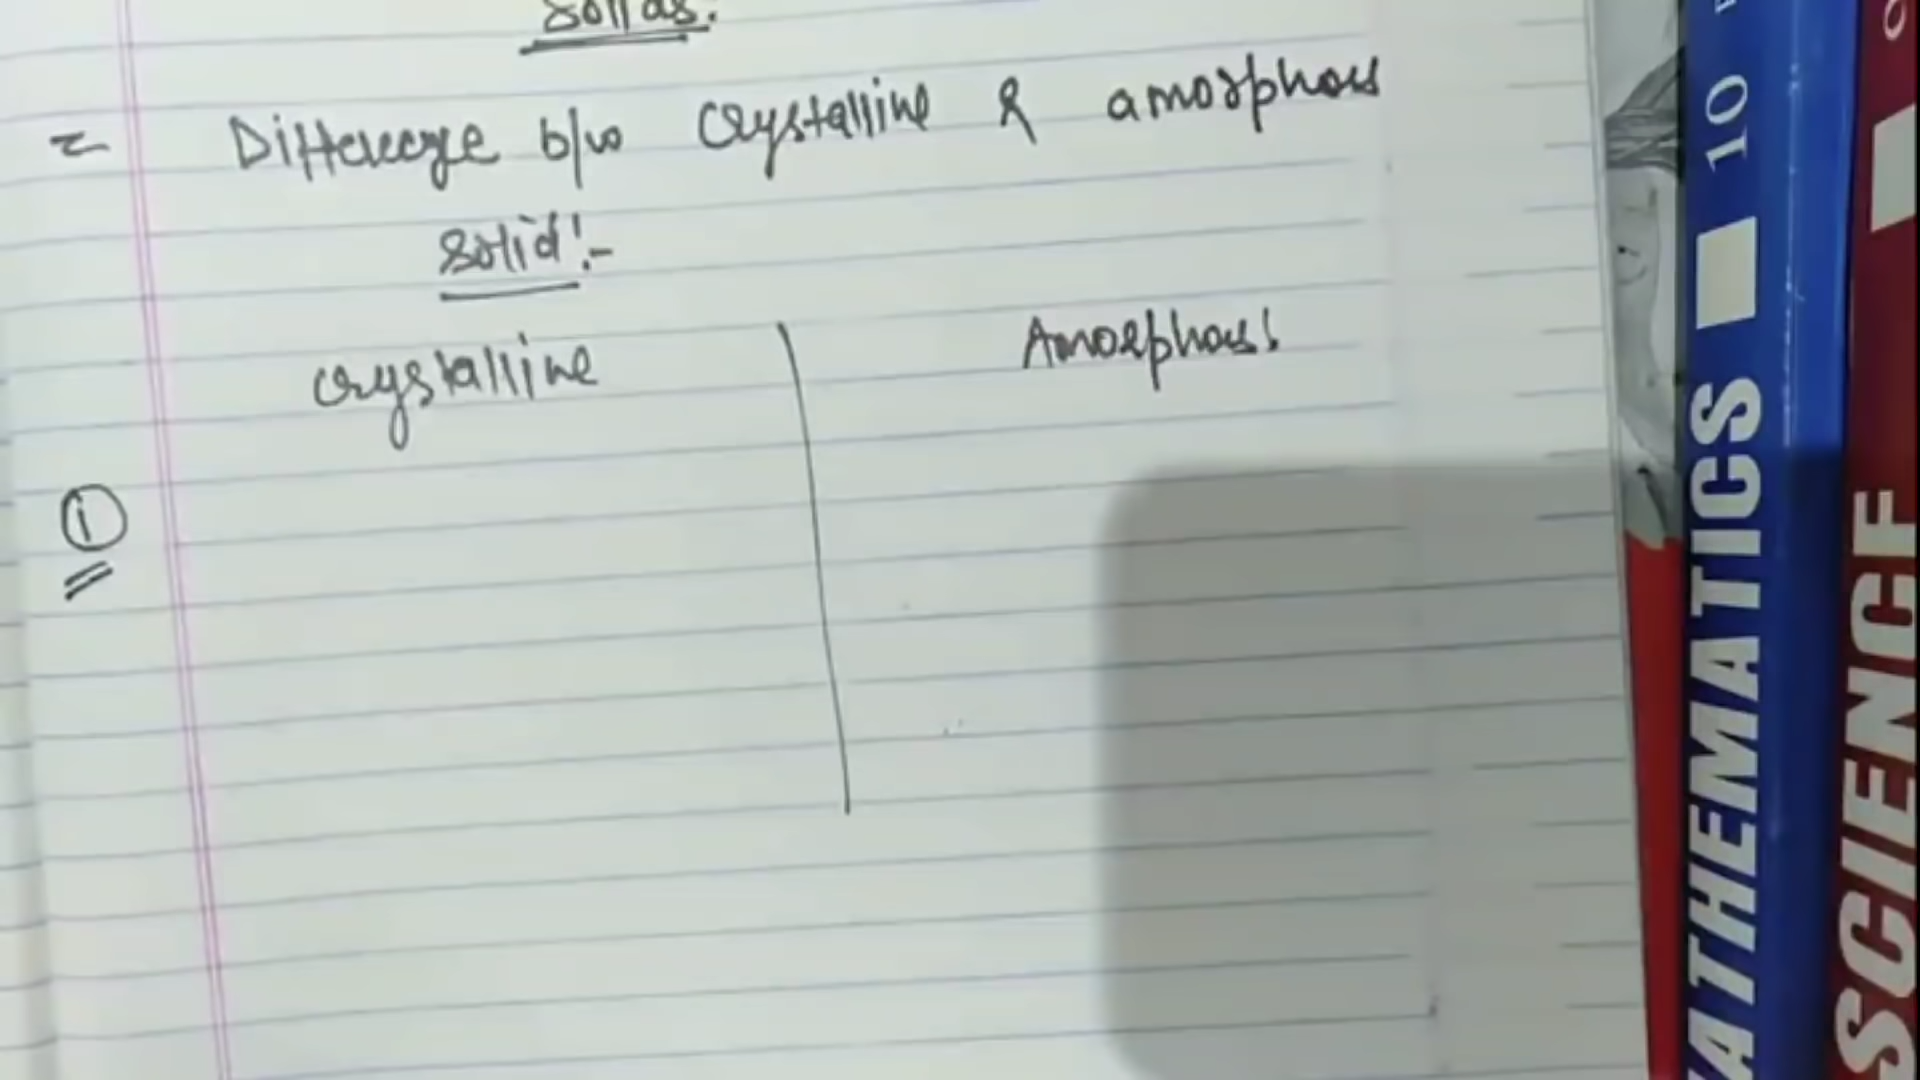 solids.
= Difference b/w Crystalline & amorphous
solid:-
crystalline
Amorphous:
①
10
MATHEMATICS
SCIENCE